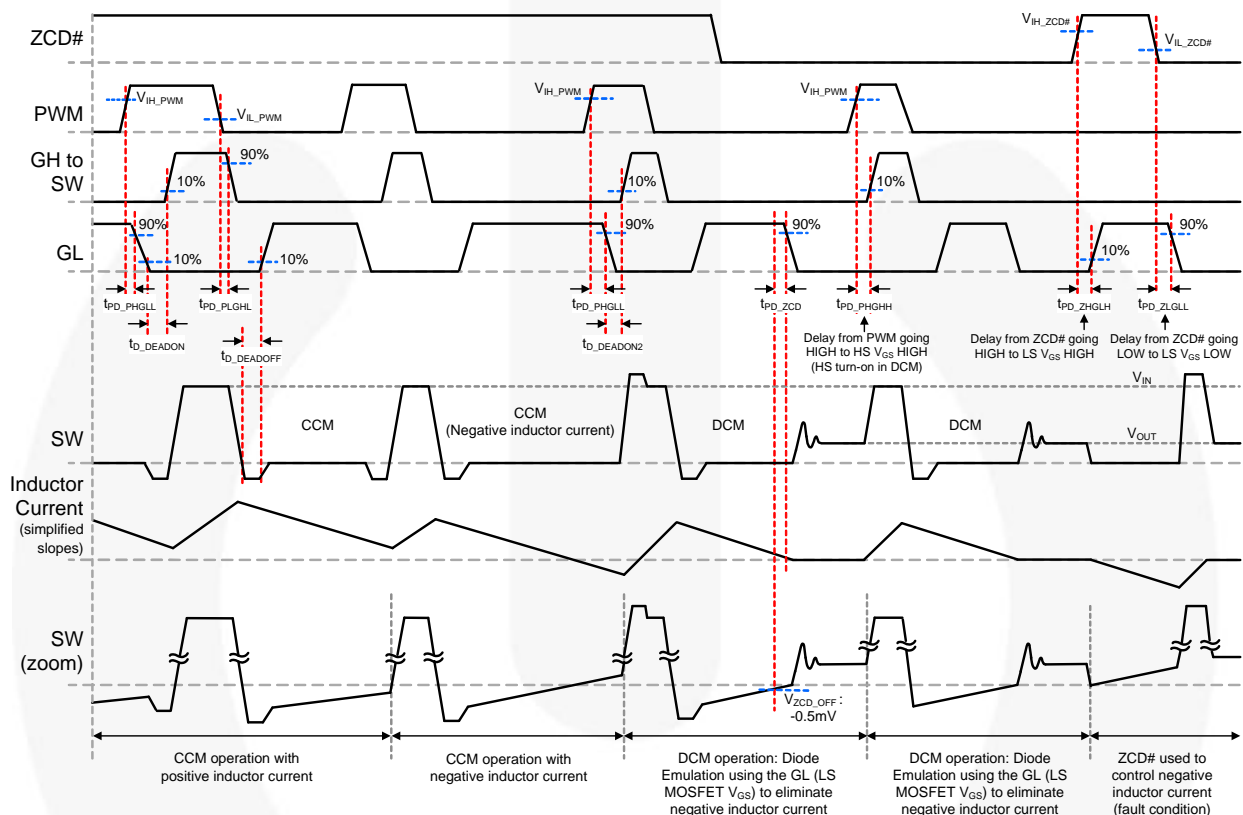 ZCD#
V_IH_ZCD#
V_IL_ZCD#
PWM
V_IH_PWM
V_IL_PWM
V_IH_PWM
V_IH_PWM
GH to
SW
90%
10%
10%
10%
GL
90%
10%
10%
90%
90%
10%
90%
t_PD_PHGLL
t_PD_PLGHL
t_PD_PHGLL
t_PD_ZCD
t_PD_PHGHH
t_PD_ZHGLH
t_PD_ZLGLL
t_D_DEADON
t_D_DEADOFF
t_D_DEADON2
Delay from PWM going
HIGH to HS V_GS HIGH
(HS turn-on in DCM)
Delay from ZCD# going
HIGH to LS V_GS HIGH
Delay from ZCD# going
LOW to LS V_GS LOW
V_IN
SW
CCM
CCM
(Negative inductor current)
DCM
DCM
V_OUT
Inductor
Current
(simplified
slopes)
SW
(zoom)
V_ZCD_OFF :
-0.5mV
CCM operation with
positive inductor current
CCM operation with
negative inductor current
DCM operation: Diode
Emulation using the GL (LS
MOSFET V_GS) to eliminate
negative inductor current
DCM operation: Diode
Emulation using the GL (LS
MOSFET V_GS) to eliminate
negative inductor current
ZCD# used to
control negative
inductor current
(fault condition)